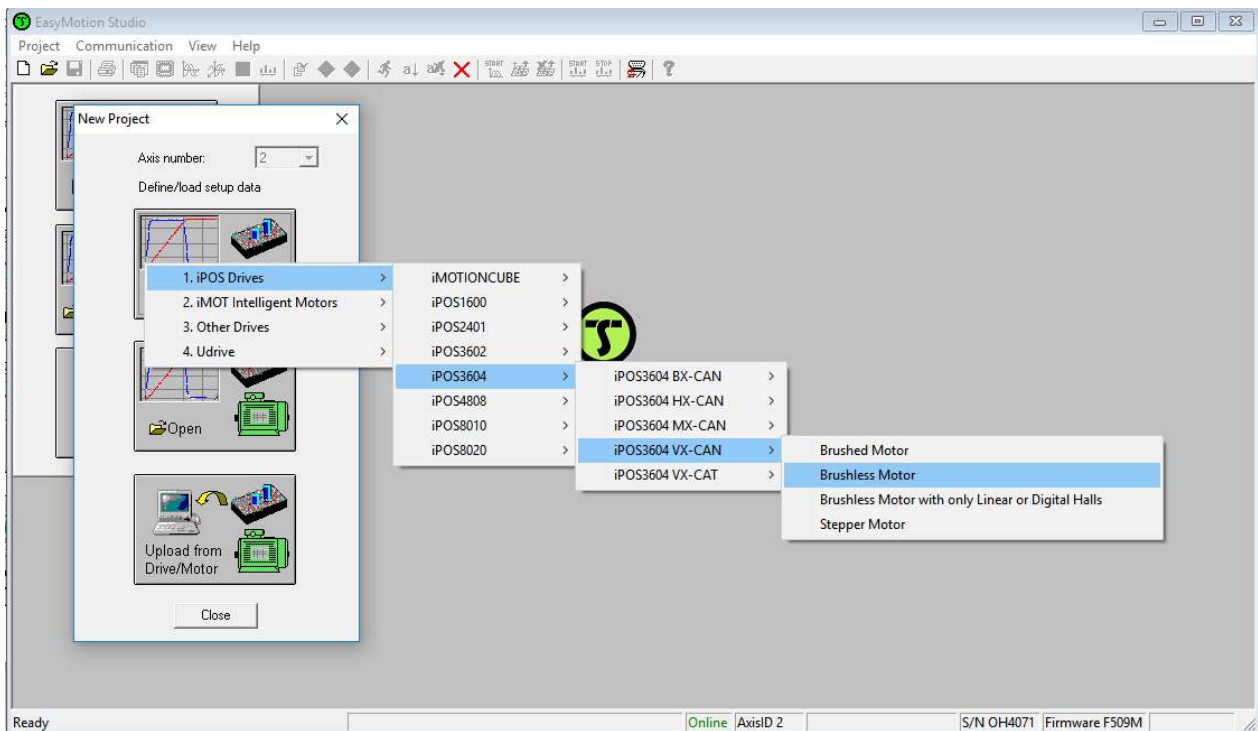 EasyMotion Studio
Project Communication View Help
New Project
Axis number: 2
Define/load setup data
1. iPOS Drives
2. iMOT Intelligent Motors
3. Other Drives
4. Udrive
iMOTIONCUBE
iPOS1600
iPOS2401
iPOS3602
iPOS3604
iPOS4808
iPOS8010
iPOS8020
iPOS3604 BX-CAN
iPOS3604 HX-CAN
iPOS3604 MX-CAN
iPOS3604 VX-CAN
iPOS3604 VX-CAT
Brushed Motor
Brushless Motor
Brushless Motor with only Linear or Digital Halls
Stepper Motor
Open
Upload from
Drive/Motor
Close
Ready Online AxisID 2 S/N OH4071 Firmware F509M